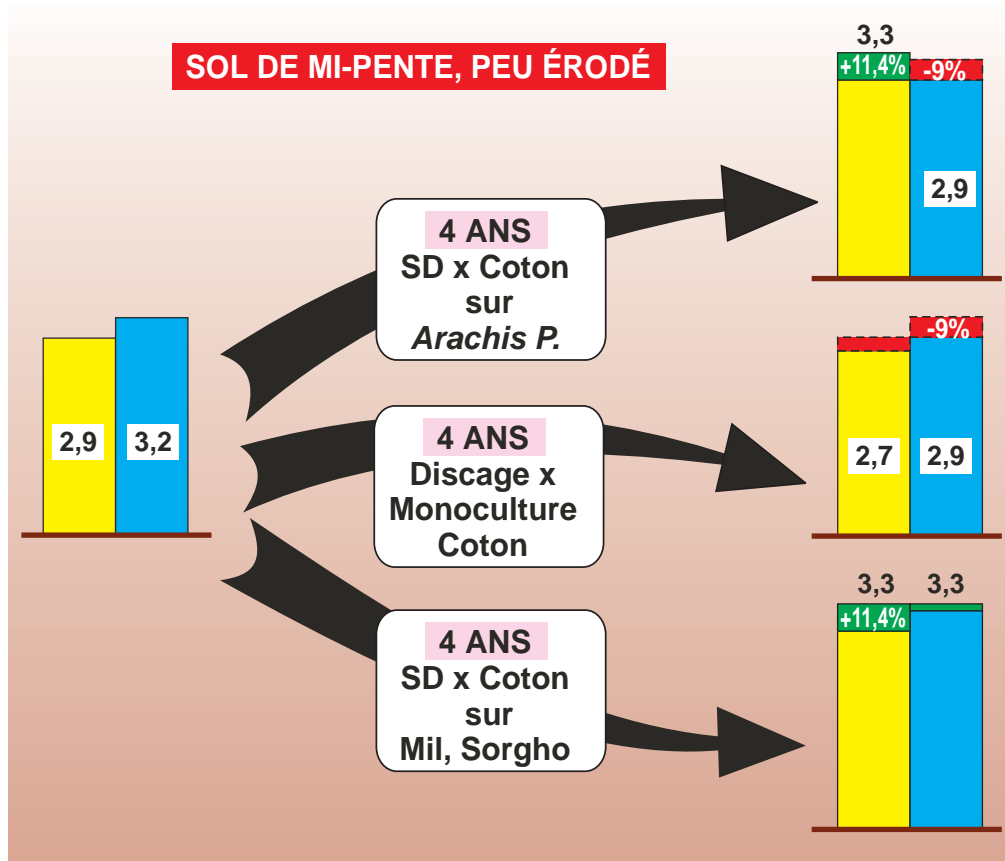 SOL DE MI-PENTE, PEU ÉRODÉ
3,3
+11,4%
-9%
2,9
4 ANS
SD x Coton
sur
Arachis P.
2,9
3,2
4 ANS
Discage x
Monoculture
Coton
-9%
2,7
2,9
4 ANS
SD x Coton
sur
Mil, Sorgho
3,3
3,3
+11,4%